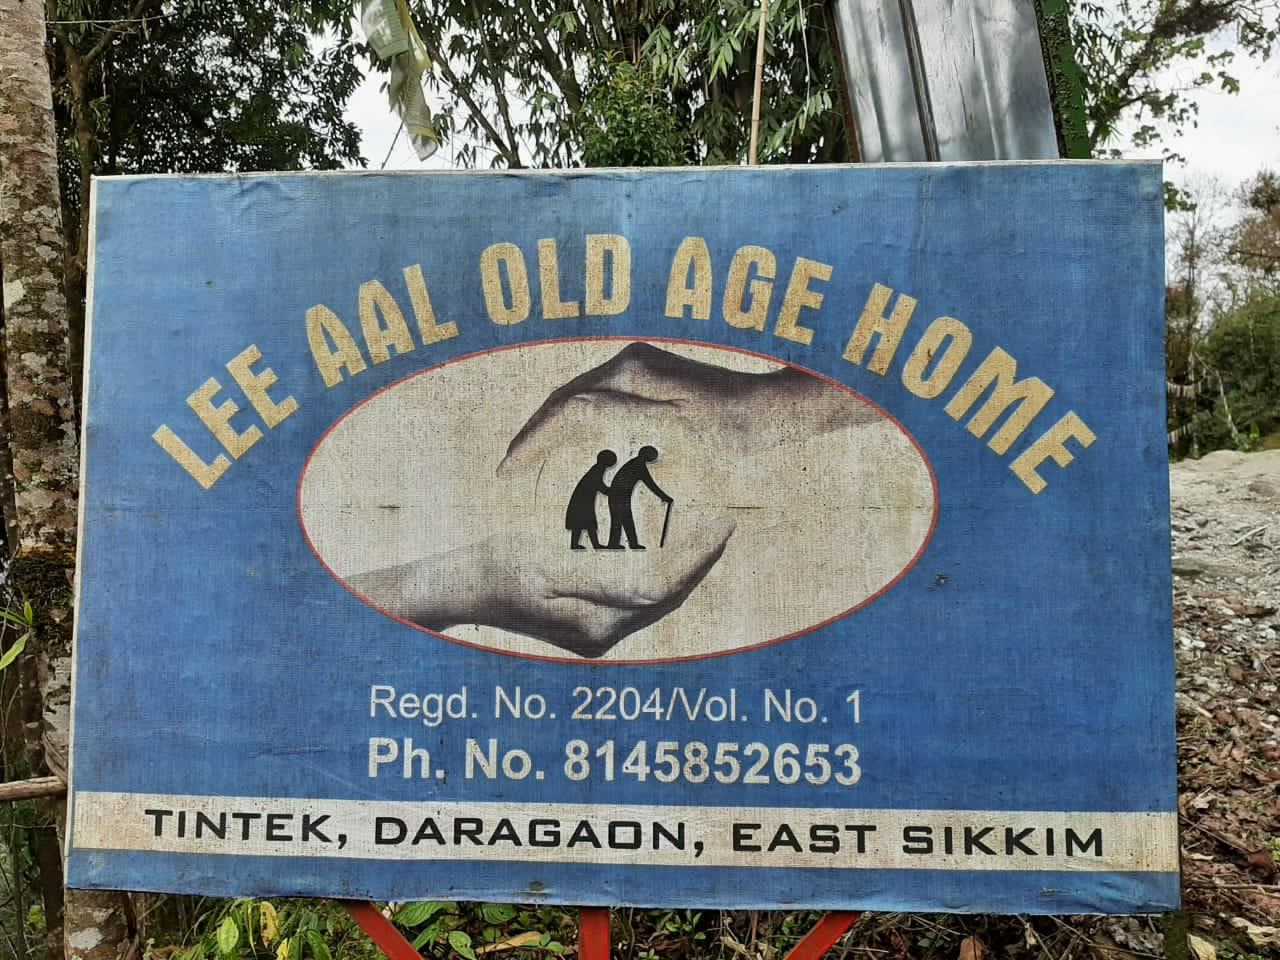 LEE AAL OLD AGE HOME
Regd. No. 2204/Vol. No. 1
Ph. No. 8145852653
TINTEK, DARAGAON, EAST SIKKIM